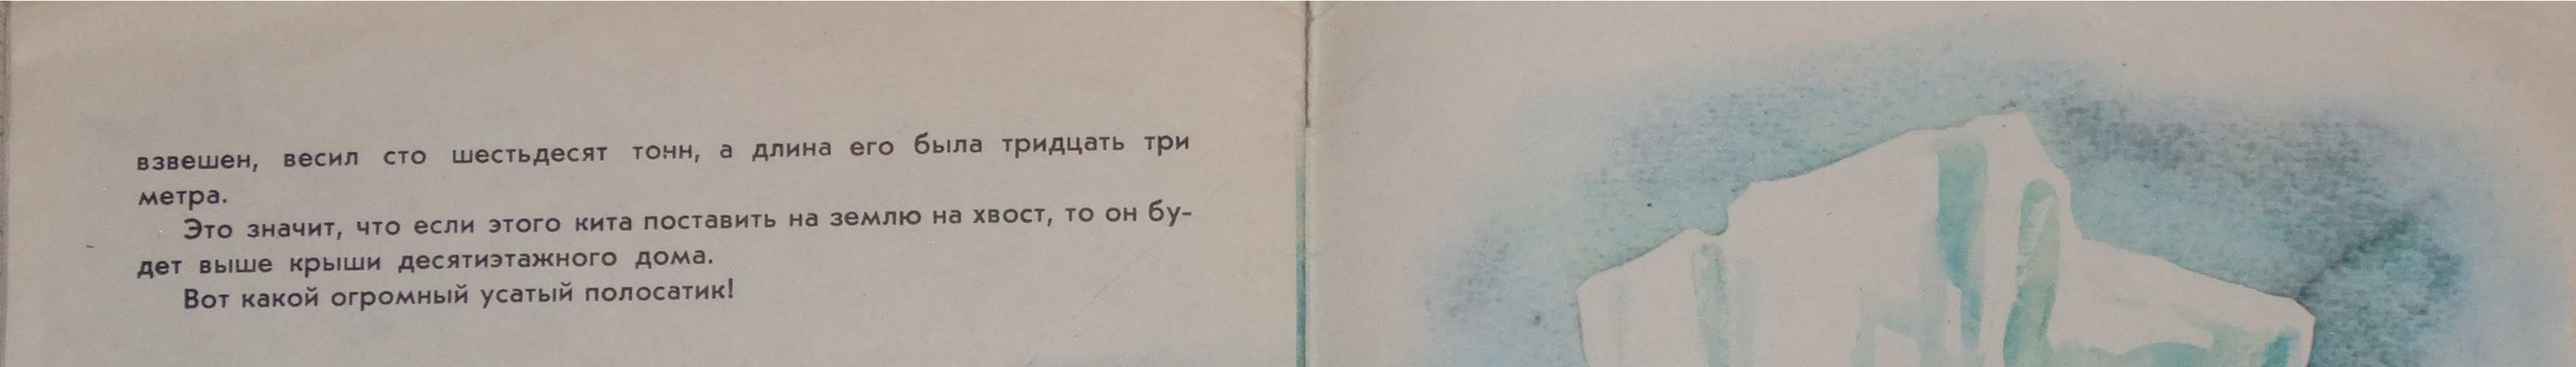 взвешен, весил сто шестьдесят тонн, а длина его была тридцать три
метра.
Это значит, что если этого кита поставить на землю на хвост, то он бу-
дет выше крыши десятиэтажного дома.
Вот какой огромный усатый полосатик!